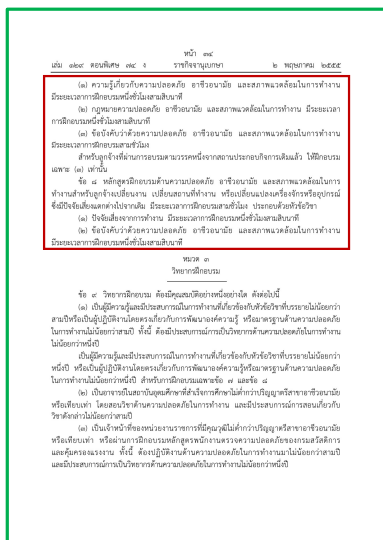 หน้า ๓๔
เล่ม ๑๒๙ ตอนพิเศษ ๗๔ ง ราชกิจจานุเบกษา ๒ พฤษภาคม ๒๕๕๕
(๑) ความรู้เกี่ยวกับความปลอดภัย อาชีวอนามัย และสภาพแวดล้อมในการทำงาน
มีระยะเวลาการฝึกอบรมหนึ่งชั่วโมงสามสิบนาที
(๒) กฎหมายความปลอดภัย อาชีวอนามัย และสภาพแวดล้อมในการทำงาน มีระยะเวลา
การฝึกอบรมหนึ่งชั่วโมงสามสิบนาที
(๓) ข้อบังคับว่าด้วยความปลอดภัย อาชีวอนามัย และสภาพแวดล้อมในการทำงาน
มีระยะเวลาการฝึกอบรมสามชั่วโมง
สำหรับลูกจ้างที่ผ่านการอบรมตามวรรคหนึ่งจากสถานประกอบกิจการเดิมแล้ว ให้ฝึกอบรม
เฉพาะ (๓) เท่านั้น
ข้อ ๘ หลักสูตรฝึกอบรมด้านความปลอดภัย อาชีวอนามัย และสภาพแวดล้อมในการ
ทำงานสำหรับลูกจ้างเปลี่ยนงาน เปลี่ยนสถานที่ทำงาน หรือเปลี่ยนแปลงเครื่องจักรหรืออุปกรณ์
ซึ่งมีปัจจัยเสี่ยงแตกต่างไปจากเดิม มีระยะเวลาการฝึกอบรมสามชั่วโมง ประกอบด้วยหัวข้อวิชา
(๑) ปัจจัยเสี่ยงจากการทำงาน มีระยะเวลาการฝึกอบรมหนึ่งชั่วโมงสามสิบนาที
(๒) ข้อบังคับว่าด้วยความปลอดภัย อาชีวอนามัย และสภาพแวดล้อมในการทำงาน
มีระยะเวลาการฝึกอบรมหนึ่งชั่วโมงสามสิบนาที
หมวด ๓
วิทยากรฝึกอบรม
ข้อ ๙ วิทยากรฝึกอบรม ต้องมีคุณสมบัติอย่างหนึ่งอย่างใด ดังต่อไปนี้
(๑) เป็นผู้มีความรู้และมีประสบการณ์ในการทำงานที่เกี่ยวข้องกับหัวข้อวิชาที่บรรยายไม่น้อยกว่า
สามปีหรือเป็นผู้ปฏิบัติงานโดยตรงเกี่ยวกับการพัฒนาองค์ความรู้ หรือมาตรฐานด้านความปลอดภัย
ในการทำงานไม่น้อยกว่าสามปี ทั้งนี้ ต้องมีประสบการณ์การเป็นวิทยากรด้านความปลอดภัยในการทำงาน
ไม่น้อยกว่าหนึ่งปี
เป็นผู้มีความรู้และมีประสบการณ์ในการทำงานที่เกี่ยวข้องกับหัวข้อวิชาที่บรรยายไม่น้อยกว่า
หนึ่งปี หรือเป็นผู้ปฏิบัติงานโดยตรงเกี่ยวกับการพัฒนาองค์ความรู้หรือมาตรฐานด้านความปลอดภัย
ในการทำงานไม่น้อยกว่าหนึ่งปี สำหรับการฝึกอบรมเฉพาะข้อ ๗ และข้อ ๘
(๒) เป็นอาจารย์ในสถาบันอุดมศึกษาที่สำเร็จการศึกษาไม่ต่ำกว่าปริญญาตรีสาขาอาชีวอนามัย
หรือเทียบเท่า โดยสอนวิชาด้านความปลอดภัยในการทำงาน และมีประสบการณ์การสอนเกี่ยวกับ
วิชาดังกล่าวไม่น้อยกว่าสามปี
(๓) เป็นเจ้าหน้าที่ของหน่วยงานราชการที่มีคุณวุฒิไม่ต่ำกว่าปริญญาตรีสาขาอาชีวอนามัย
หรือเทียบเท่า หรือผ่านการฝึกอบรมหลักสูตรพนักงานตรวจความปลอดภัยของกรมสวัสดิการ
และคุ้มครองแรงงาน ทั้งนี้ ต้องปฏิบัติงานด้านความปลอดภัยในการทำงานมาไม่น้อยกว่าสามปี
และมีประสบการณ์การเป็นวิทยากรด้านความปลอดภัยในการทำงานไม่น้อยกว่าหนึ่งปี